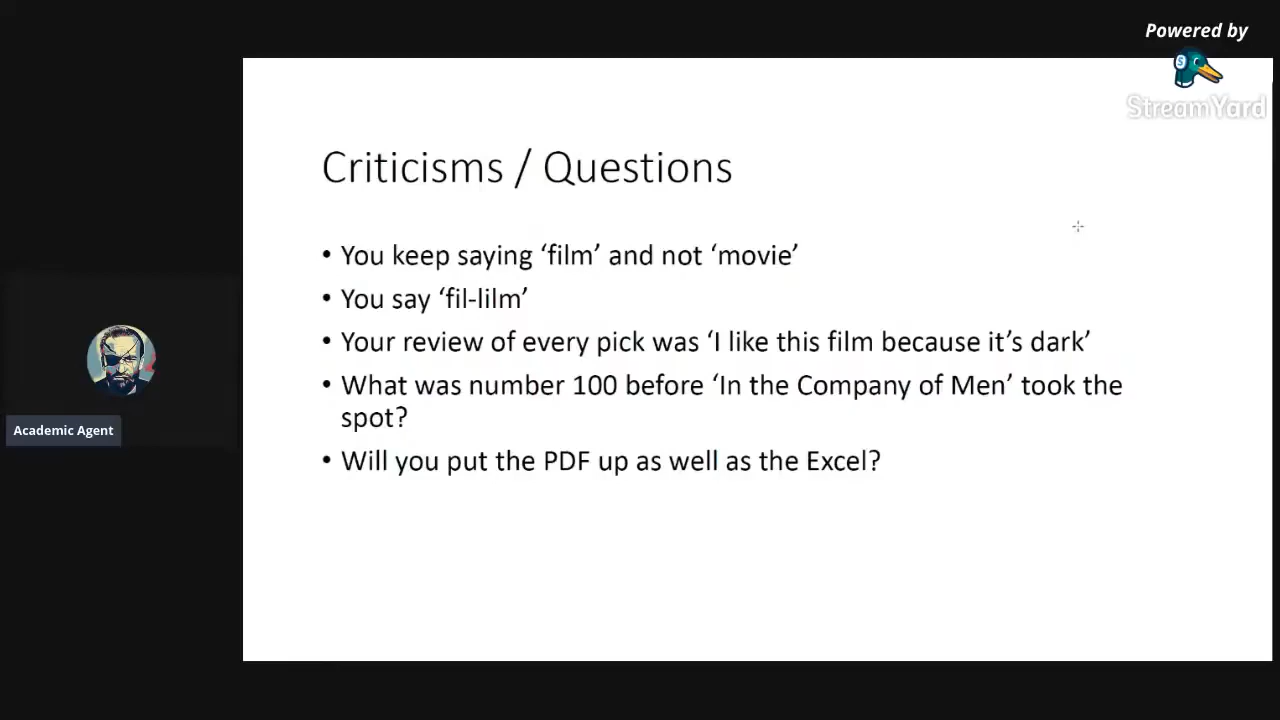 Powered by
StreamYard
Criticisms / Questions
• You keep saying ‘film’ and not ‘movie’
• You say ‘fil-lilm’
• Your review of every pick was ‘I like this film because it’s dark’
• What was number 100 before ‘In the Company of Men’ took the
spot?
• Will you put the PDF up as well as the Excel?
Academic Agent